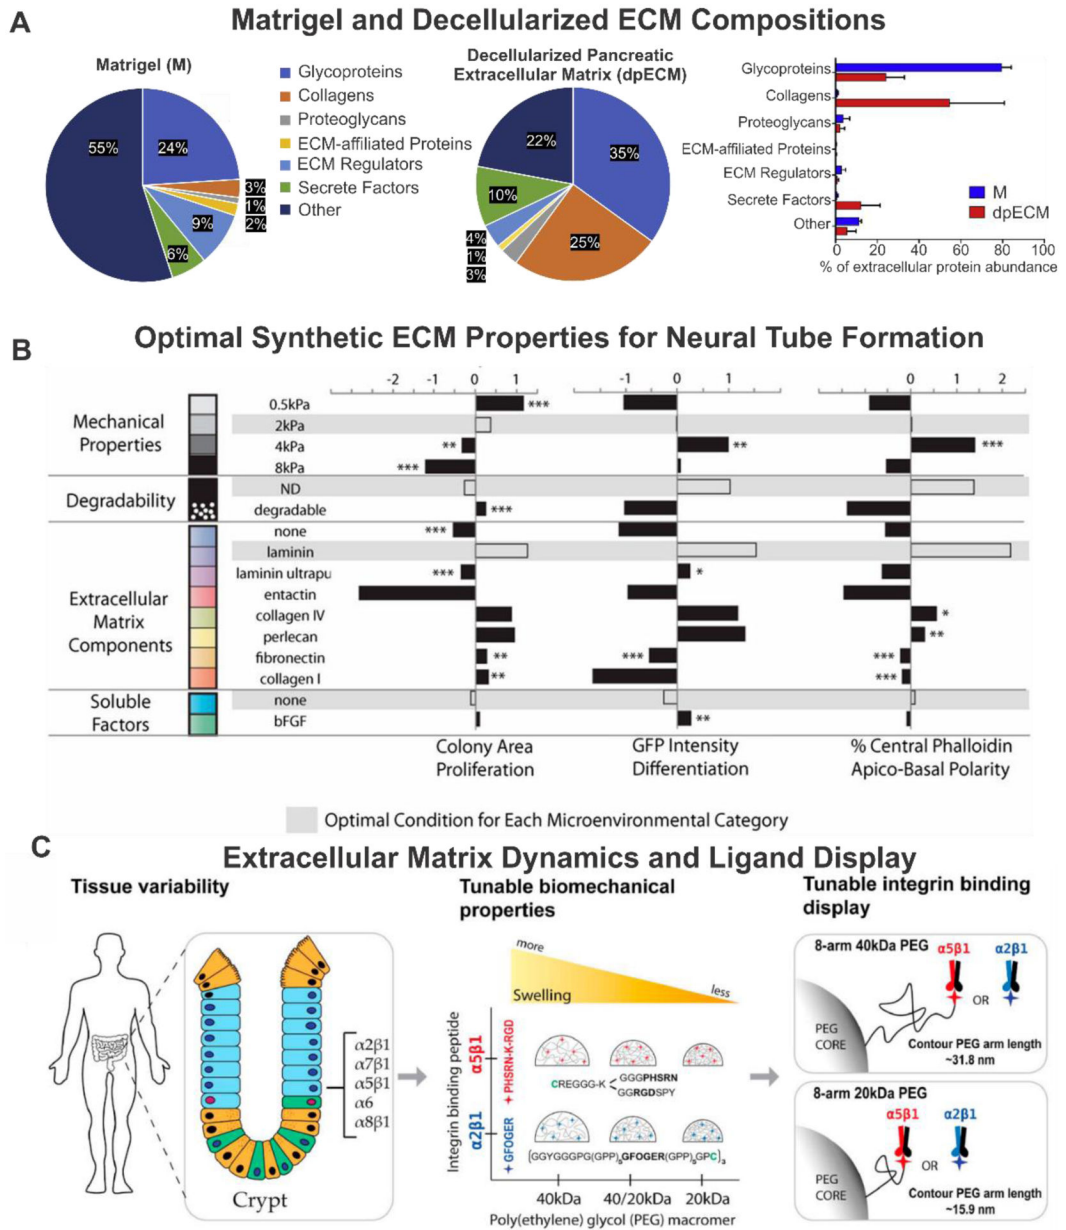 A
Matrigel and Decellularized ECM Compositions
Matrigel (M)
55%
24%
3%
1%
2%
9%
6%
Glycoproteins
Collagens
Proteoglycans
ECM-affiliated Proteins
ECM Regulators
Secrete Factors
Other
Decellularized Pancreatic
Extracellular Matrix (dpECM)
22%
35%
10%
25%
4%
1%
3%
Glycoproteins
Collagens
Proteoglycans
ECM-affiliated Proteins
ECM Regulators
Secrete Factors
Other
M
dpECM
0 20 40 60 80 100
% of extracellular protein abundance
B
Optimal Synthetic ECM Properties for Neural Tube Formation
-2 -1 0 1
-1 0 1
0 1 2
Mechanical
Properties
0.5kPa ***
2kPa
4kPa ** ** ***
8kPa ***
Degradability
ND
degradable ***
Extracellular
Matrix
Components
none ***
laminin
laminin ultrapu *** *
entactin
collagen IV *
perlecan **
fibronectin ** *** ***
collagen I ** ***
Soluble
Factors
none
bFGF **
Colony Area
Proliferation
GFP Intensity
Differentiation
% Central Phalloidin
Apico-Basal Polarity
Optimal Condition for Each Microenvironmental Category
C
Extracellular Matrix Dynamics and Ligand Display
Tissue variability
α2β1
α7β1
α5β1
α6
α8β1
Crypt
Tunable biomechanical
properties
more
less
Swelling
Integrin binding peptide
α5β1
PHSRN-K-RGD
α2β1
GFOGER
CREGGG-K < GGGPHSRN
GGRGDSPY
[GGYGGGPG(GPP)5GFOGER(GPP)5GPC]3
40kDa 40/20kDa 20kDa
Poly(ethylene) glycol (PEG) macromer
Tunable integrin binding
display
8-arm 40kDa PEG
α5β1 α2β1
OR
PEG
CORE
Contour PEG arm length
~31.8 nm
8-arm 20kDa PEG
α5β1 α2β1
OR
PEG
CORE
Contour PEG arm length
~15.9 nm